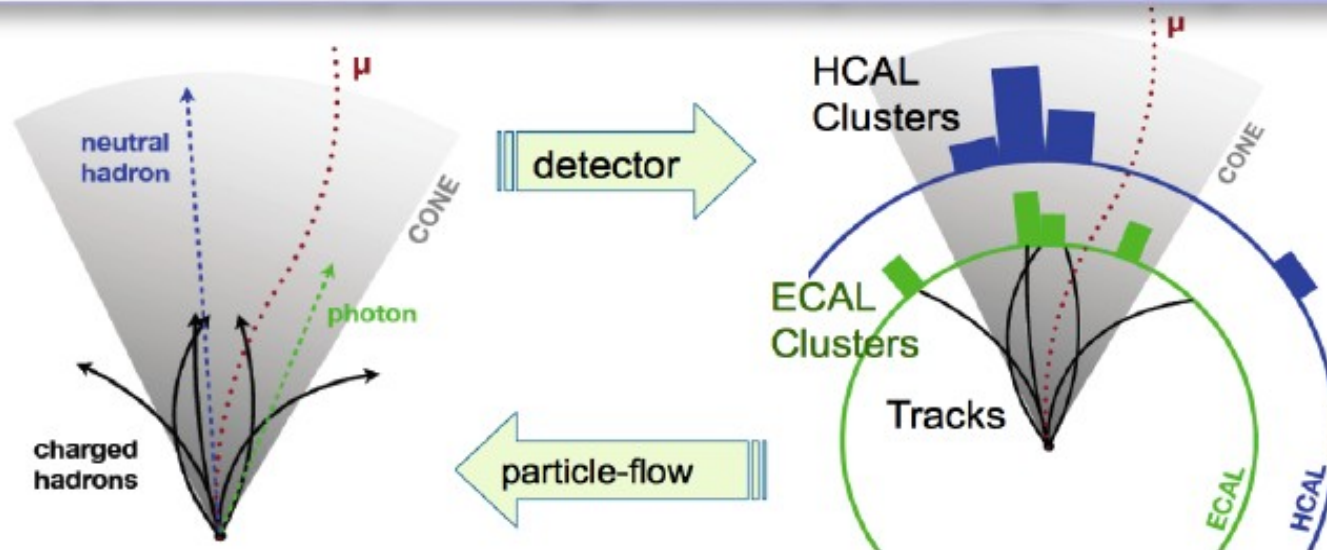 μ
neutral
hadron
CONE
photon
charged
hadrons
detector
particle-flow
μ
HCAL
Clusters
CONE
ECAL
Clusters
Tracks
ECAL
HCAL